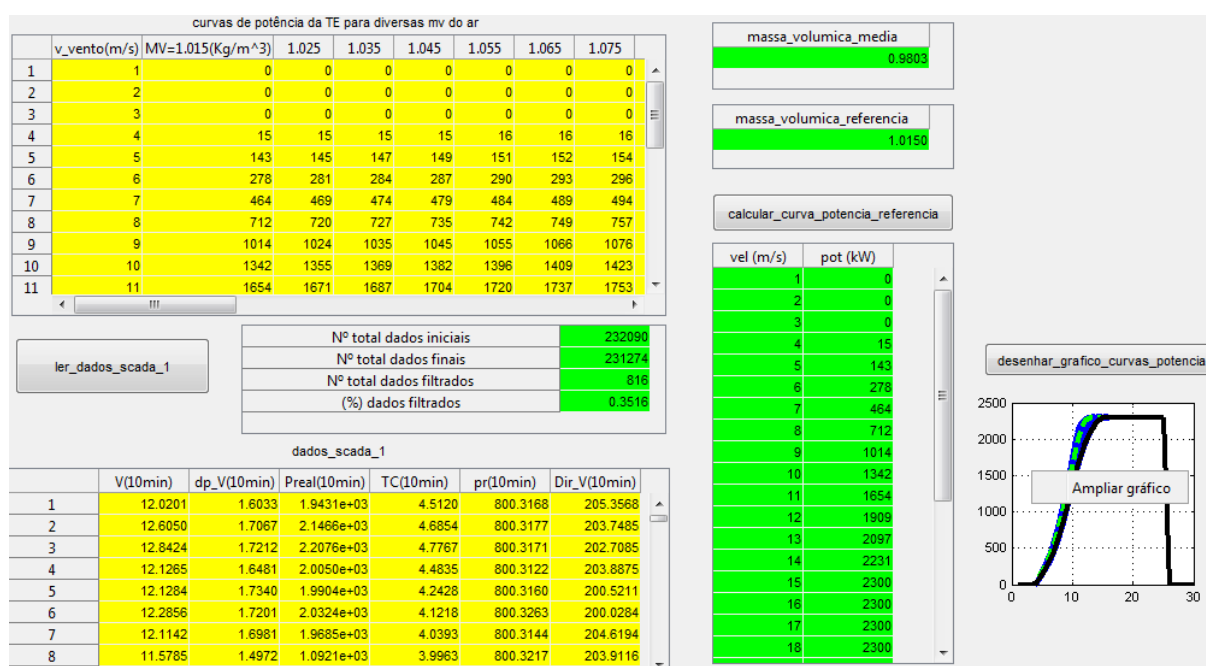 curvas de potência da TE para diversas mv do ar
v_vento(m/s) MV=1.015(Kg/m^3) 1.025 1.035 1.045 1.055 1.065 1.075
1 1 0 0 0 0 0 0 0
2 2 0 0 0 0 0 0 0
3 3 0 0 0 0 0 0 0
4 4 15 15 15 15 16 16 16
5 5 143 145 147 149 151 152 154
6 6 278 281 284 287 290 293 296
7 7 464 469 474 479 484 489 494
8 8 712 720 727 735 742 749 757
9 9 1014 1024 1035 1045 1055 1066 1076
10 10 1342 1355 1369 1382 1396 1409 1423
11 11 1654 1671 1687 1704 1720 1737 1753
ler_dados_scada_1
Nº total dados iniciais 232090
Nº total dados finais 231274
Nº total dados filtrados 816
(%) dados filtrados 0.3516
dados_scada_1
V(10min) dp_V(10min) Preal(10min) TC(10min) pr(10min) Dir_V(10min)
1 12.0201 1.6033 1.9431e+03 4.5120 800.3168 205.3568
2 12.6050 1.7067 2.1466e+03 4.6854 800.3177 203.7485
3 12.8424 1.7212 2.2076e+03 4.7767 800.3171 202.7085
4 12.1265 1.6481 2.0050e+03 4.4835 800.3122 203.8875
5 12.1284 1.7340 1.9904e+03 4.2428 800.3160 200.5211
6 12.2856 1.7201 2.0324e+03 4.1218 800.3263 200.0284
7 12.1142 1.6981 1.9685e+03 4.0393 800.3144 204.6194
8 11.5785 1.4972 1.0921e+03 3.9963 800.3217 203.9116
massa_volumica_media
0.9803
massa_volumica_referencia
1.0150
calcular_curva_potencia_referencia
vel (m/s) pot (kW)
1 0
2 0
3 0
4 15
5 143
6 278
7 464
8 712
9 1014
10 1342
11 1654
12 1909
13 2097
14 2231
15 2300
16 2300
17 2300
18 2300
desenhar_grafico_curvas_potencia
2500
2000
1500
1000
500
0
0 10 20 30
Ampliar gráfico